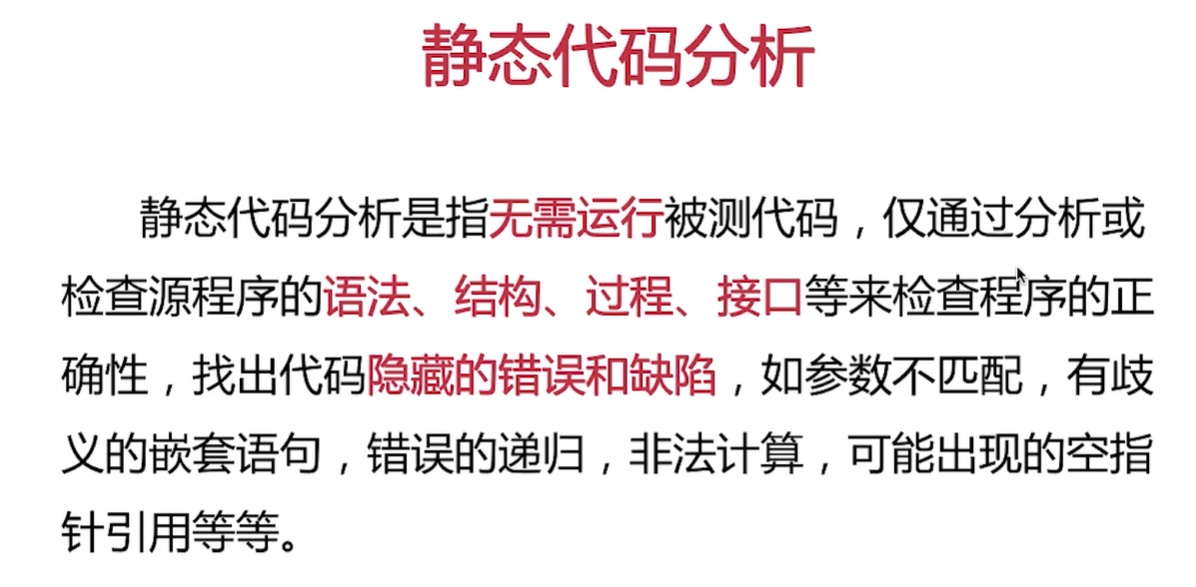 静态代码分析
静态代码分析是指无需运行被测代码，仅通过分析或
检查源程序的语法、结构、过程、接口等来检查程序的正
确性，找出代码隐藏的错误和缺陷，如参数不匹配，有歧
义的嵌套语句，错误的递归，非法计算，可能出现的空指
针引用等等。